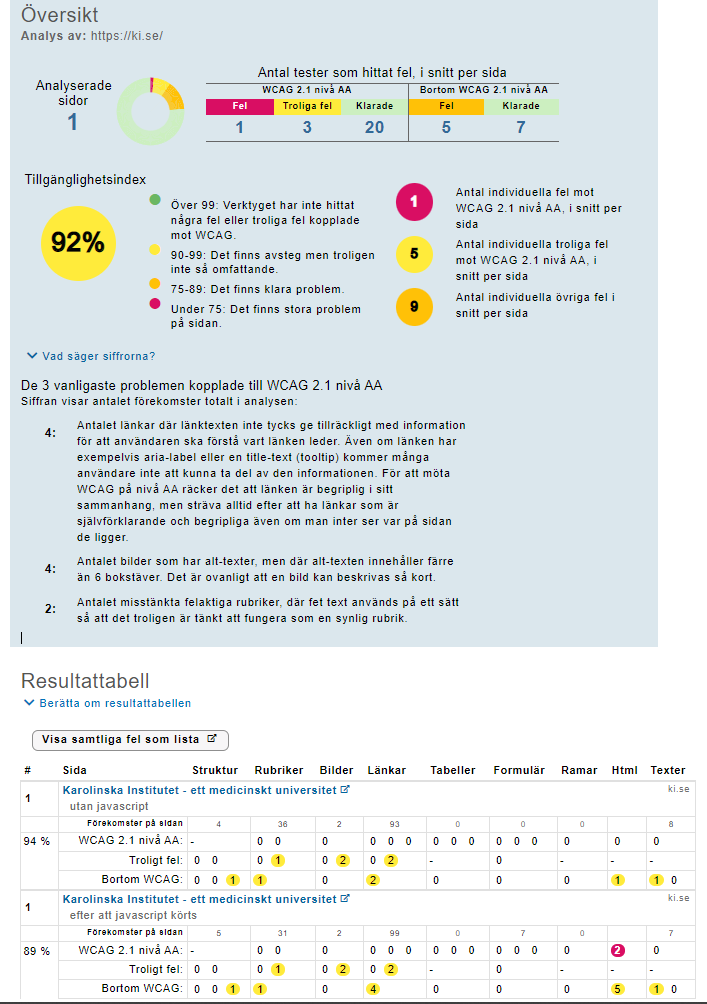 Översikt
Analys av: https://ki.se/
Analyserade
sidor
1
Antal tester som hittat fel, i snitt per sida
WCAG 2.1 nivå AA Bortom WCAG 2.1 nivå AA
Fel Troliga fel Klarade Fel Klarade
1 3 20 5 7
Tillgänglighetsindex
92%
Över 99: Verktyget har inte hittat
några fel eller troliga fel kopplade
mot WCAG.
90-99: Det finns avsteg men troligen
inte så omfattande.
75-89: Det finns klara problem.
Under 75: Det finns stora problem
på sidan.
1
Antal individuella fel mot
WCAG 2.1 nivå AA, i snitt per
sida
5
Antal individuella troliga fel
mot WCAG 2.1 nivå AA, i
snitt per sida
9
Antal individuella övriga fel i
snitt per sida
Vad säger siffrorna?
De 3 vanligaste problemen kopplade till WCAG 2.1 nivå AA
Siffran visar antalet förekomster totalt i analysen:
4: Antalet länkar där länktexten inte tycks ge tillräckligt med information
för att användaren ska förstå vart länken leder. Även om länken har
exempelvis aria-label eller en title-text (tooltip) kommer många
användare inte att kunna ta del av den informationen. För att möta
WCAG på nivå AA räcker det att länken är begriplig i sitt
sammanhang, men sträva alltid efter att ha länkar som är
självförklarande och begripliga även om man inter ser var på sidan
de ligger.
4: Antalet bilder som har alt-texter, men där alt-texten innehåller färre
än 6 bokstäver. Det är ovanligt att en bild kan beskrivas så kort.
2: Antalet misstänkta felaktiga rubriker, där fet text används på ett sätt
så att det troligen är tänkt att fungera som en synlig rubrik.
Resultattabell
Berätta om resultattabellen
Visa samtliga fel som lista
# Sida Struktur Rubriker Bilder Länkar Tabeller Formulär Ramar Html Texter
1 Karolinska Institutet - ett medicinskt universitet ki.se
utan javascript
Förekomster på sidan 4 36 2 93 0 0 0 8
94 % WCAG 2.1 nivå AA: - 0 0 0 0 0 0 0 0 0 0 0 0 0 0 0
Troligt fel: 0 0 0 1 0 2 0 2 - 0 - - -
Bortom WCAG: 0 0 1 1 0 2 0 0 0 1 1 0
1 Karolinska Institutet - ett medicinskt universitet ki.se
efter att javascript körts
Förekomster på sidan 5 31 2 99 0 7 0 7
89 % WCAG 2.1 nivå AA: - 0 0 0 0 0 0 0 0 0 0 0 0 0 2 0
Troligt fel: 0 0 0 1 0 2 0 2 - 0 - - -
Bortom WCAG: 0 0 1 1 0 4 0 0 0 5 1 0